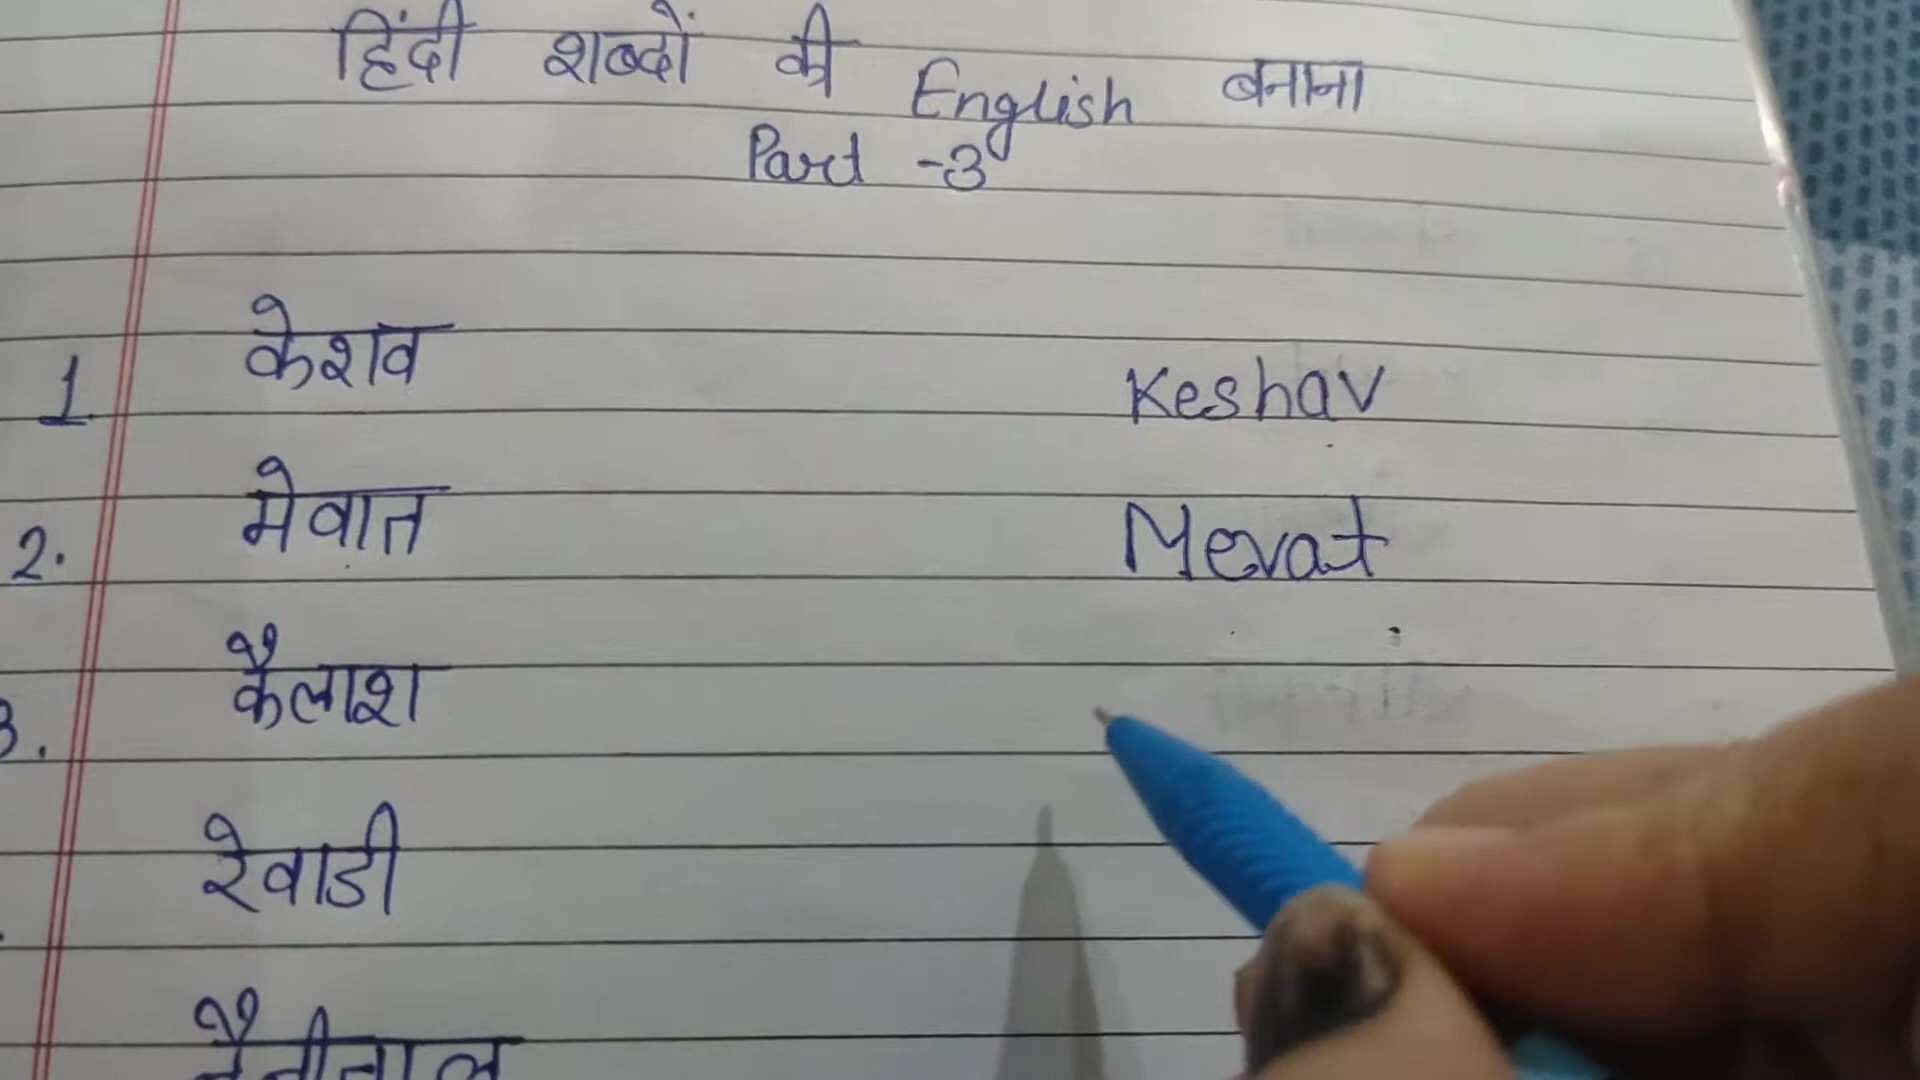 हिंदी शब्दों की English बनाना
Part -3
1 केशव Keshav
2. मेवात Mevat
3. कैलाश
रेवाडी
नैनीताल